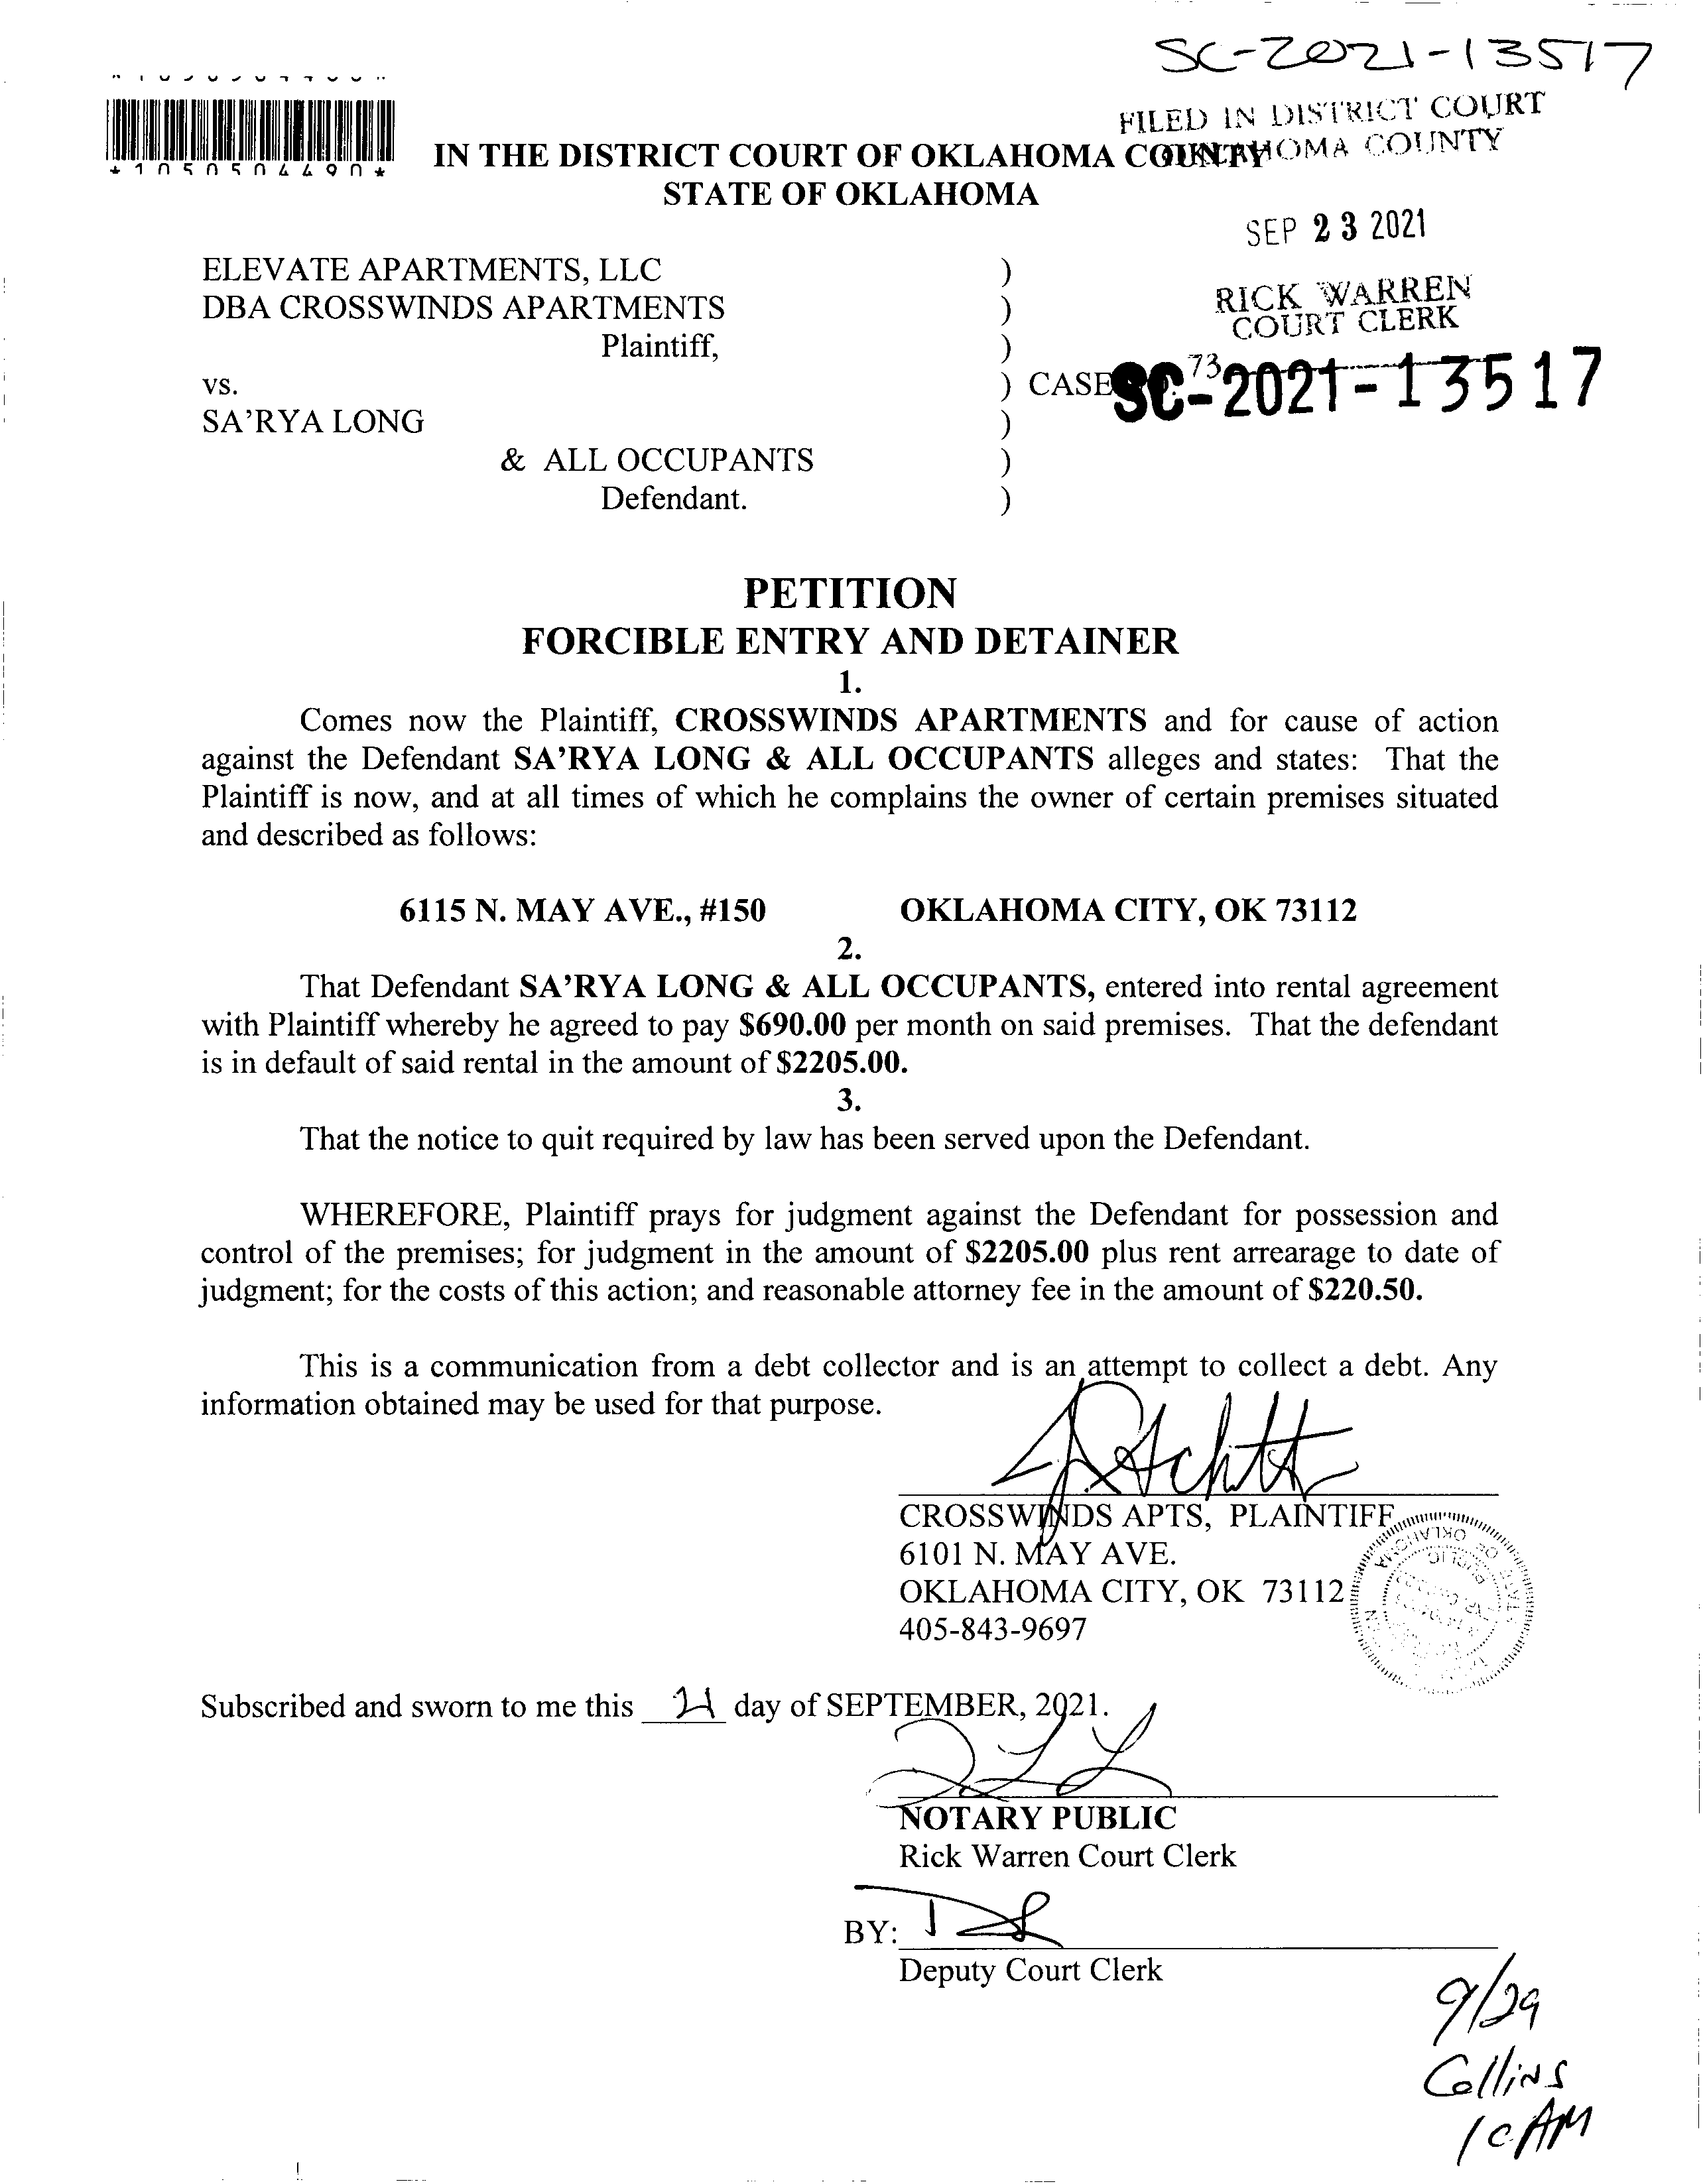 SC-2021-13517
FILED IN DISTRICT COURT
OKLAHOMA COUNTY
*1050504490*
IN THE DISTRICT COURT OF OKLAHOMA COUNTY
STATE OF OKLAHOMA
SEP 23 2021
ELEVATE APARTMENTS, LLC )
DBA CROSSWINDS APARTMENTS )
RICK WARREN
COURT CLERK
Plaintiff, )
73
vs. ) CASE SC-2021-13517
SA’RYA LONG )
& ALL OCCUPANTS )
Defendant. )
PETITION
FORCIBLE ENTRY AND DETAINER
1.
Comes now the Plaintiff, CROSSWINDS APARTMENTS and for cause of action
against the Defendant SA’RYA LONG & ALL OCCUPANTS alleges and states: That the
Plaintiff is now, and at all times of which he complains the owner of certain premises situated
and described as follows:
6115 N. MAY AVE., #150 OKLAHOMA CITY, OK 73112
2.
That Defendant SA’RYA LONG & ALL OCCUPANTS, entered into rental agreement
with Plaintiff whereby he agreed to pay $690.00 per month on said premises. That the defendant
is in default of said rental in the amount of $2205.00.
3.
That the notice to quit required by law has been served upon the Defendant.
WHEREFORE, Plaintiff prays for judgment against the Defendant for possession and
control of the premises; for judgment in the amount of $2205.00 plus rent arrearage to date of
judgment; for the costs of this action; and reasonable attorney fee in the amount of $220.50.
This is a communication from a debt collector and is an attempt to collect a debt. Any
information obtained may be used for that purpose.
CROSSWINDS APTS, PLAINTIFF
6101 N. MAY AVE.
OKLAHOMA CITY, OK 73112
405-843-9697
Subscribed and sworn to me this 21 day of SEPTEMBER, 2021.
NOTARY PUBLIC
Rick Warren Court Clerk
BY:
Deputy Court Clerk
9/29
Collins
10 AM